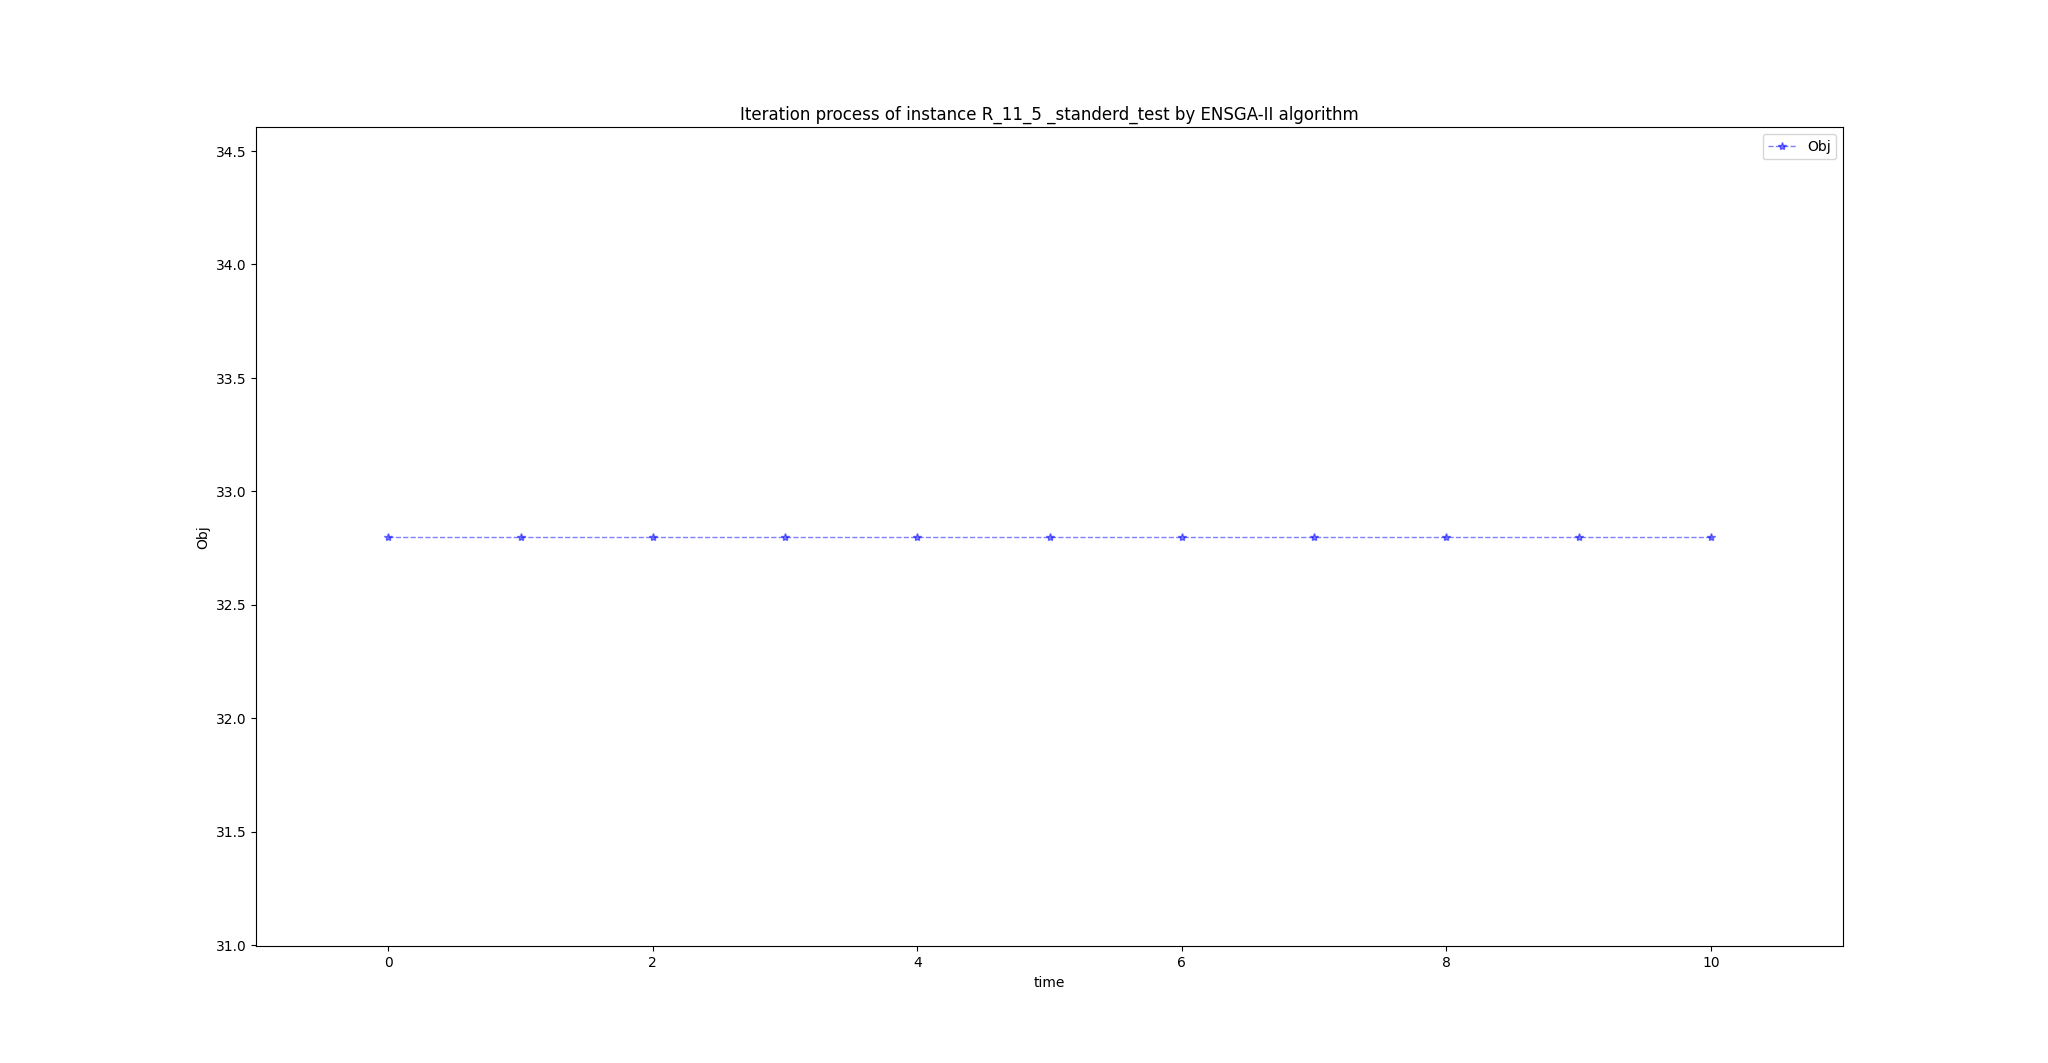 Iteration process of instance R_11_5 _standerd_test by ENSGA-II algorithm
Obj
34.5
34.0
33.5
33.0
32.5
32.0
31.5
31.0
Obj
0 2 4 6 8 10
time